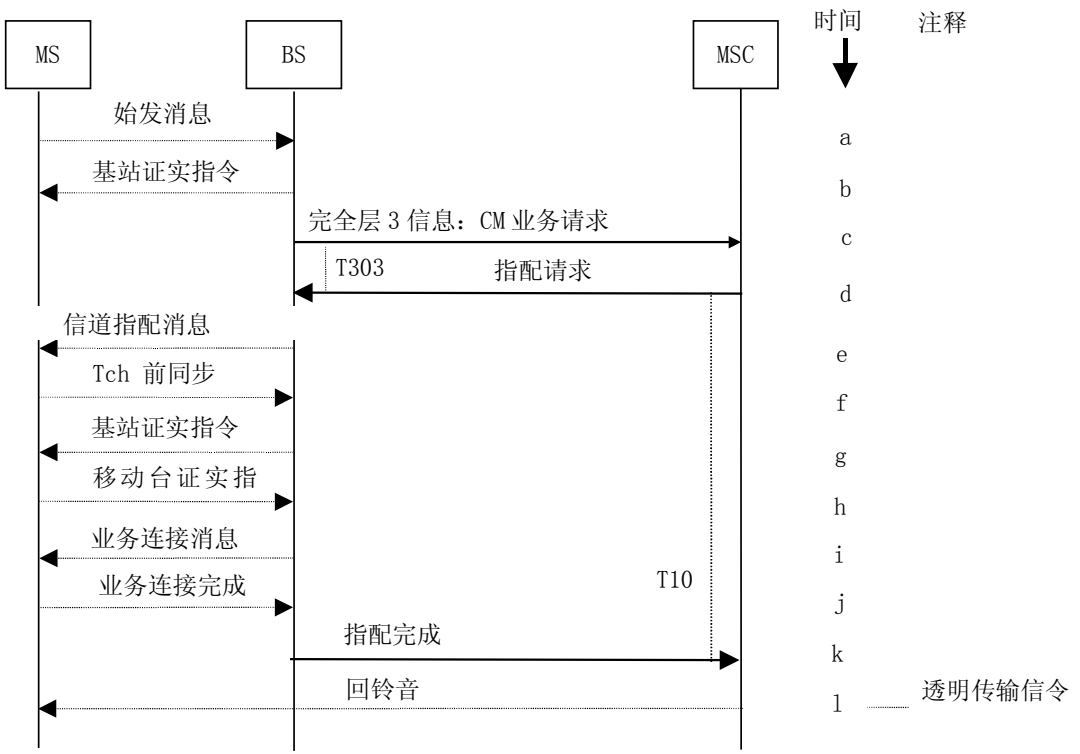 时间 注释
MS BS MSC
始发消息
a
基站证实指令
b
完全层 3 信息：CM 业务请求
c
T303 指配请求
d
信道指配消息
e
Tch 前同步
f
基站证实指令
g
移动台证实指
h
业务连接消息
i
T10
业务连接完成
j
指配完成
k
回铃音
l 透明传输信令